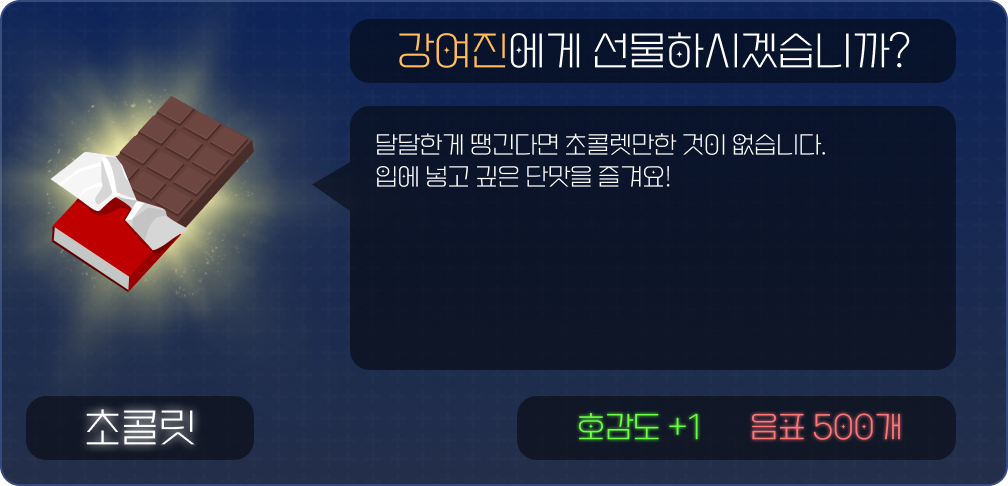 강여진에게 선물하시겠습니까?
달달한게 땡긴다면 초콜렛만한 것이 없습니다.
입에 넣고 깊은 단맛을 즐겨요!
초콜릿
호감도 +1 음표 500개